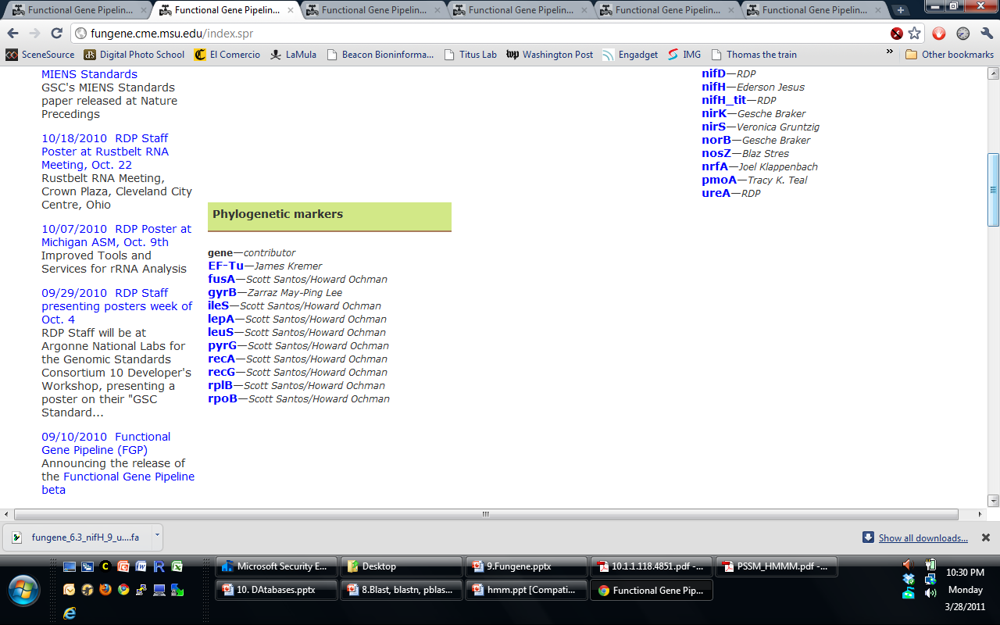 Functional Gene Pipelin...
Functional Gene Pipelin...
Functional Gene Pipelin...
Functional Gene Pipelin...
Functional Gene Pipelin...
Functional Gene Pipelin...
fungene.cme.msu.edu/index.spr
SceneSource
Digital Photo School
El Comercio
LaMula
Beacon Bioninforma...
Titus Lab
Washington Post
Engadget
IMG
Thomas the train
»
Other bookmarks
MIENS Standards
GSC's MIENS Standards
paper released at Nature
Precedings
10/18/2010 RDP Staff
Poster at Rustbelt RNA
Meeting, Oct. 22
Rustbelt RNA Meeting,
Crown Plaza, Cleveland City
Centre, Ohio
10/07/2010 RDP Poster at
Michigan ASM, Oct. 9th
Improved Tools and
Services for rRNA Analysis
09/29/2010 RDP Staff
presenting posters week of
Oct. 4
RDP Staff will be at
Argonne National Labs for
the Genomic Standards
Consortium 10 Developer's
Workshop, presenting a
poster on their "GSC
Standard...
09/10/2010 Functional
Gene Pipeline (FGP)
Announcing the release of
the Functional Gene Pipeline
beta
Phylogenetic markers
gene—contributor
EF-Tu—James Kremer
fusA—Scott Santos/Howard Ochman
gyrB—Zarraz May-Ping Lee
ileS—Scott Santos/Howard Ochman
lepA—Scott Santos/Howard Ochman
leuS—Scott Santos/Howard Ochman
pyrG—Scott Santos/Howard Ochman
recA—Scott Santos/Howard Ochman
recG—Scott Santos/Howard Ochman
rplB—Scott Santos/Howard Ochman
rpoB—Scott Santos/Howard Ochman
nifD—RDP
nifH—Ederson Jesus
nifH_tit—RDP
nirK—Gesche Braker
nirS—Veronica Gruntzig
norB—Gesche Braker
nosZ—Blaz Stres
nrfA—Joel Klappenbach
pmoA—Tracy K. Teal
ureA—RDP
fungene_6.3_nifH_9_u....fa
Show all downloads...
Microsoft Security E...
Desktop
9.Fungene.pptx
10.1.1.118.4851.pdf -...
PSSM_HMMM.pdf -...
10. DAtabases.pptx
8.Blast, blastn, pblas...
hmm.ppt [Compati...
Functional Gene Pip...
10:30 PM
Monday
3/28/2011